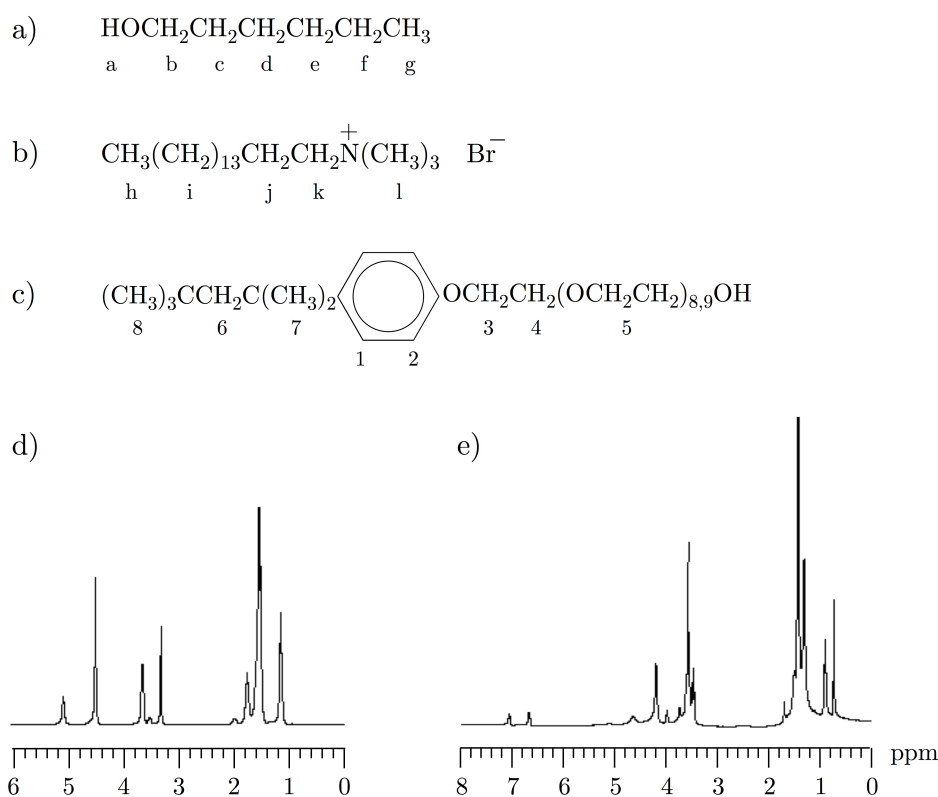 a) HOCH₂CH₂CH₂CH₂CH₂CH₃
a b c d e f g
b) CH₃(CH₂)₁₃CH₂CH₂N⁺(CH₃)₃ Br⁻
h i j k l
c) (CH₃)₃CCH₂C(CH₃)₂ OCH₂CH₂(OCH₂CH₂)₈,₉OH
8 6 7 3 4 5
1 2
d) e)
6 5 4 3 2 1 0
8 7 6 5 4 3 2 1 0 ppm